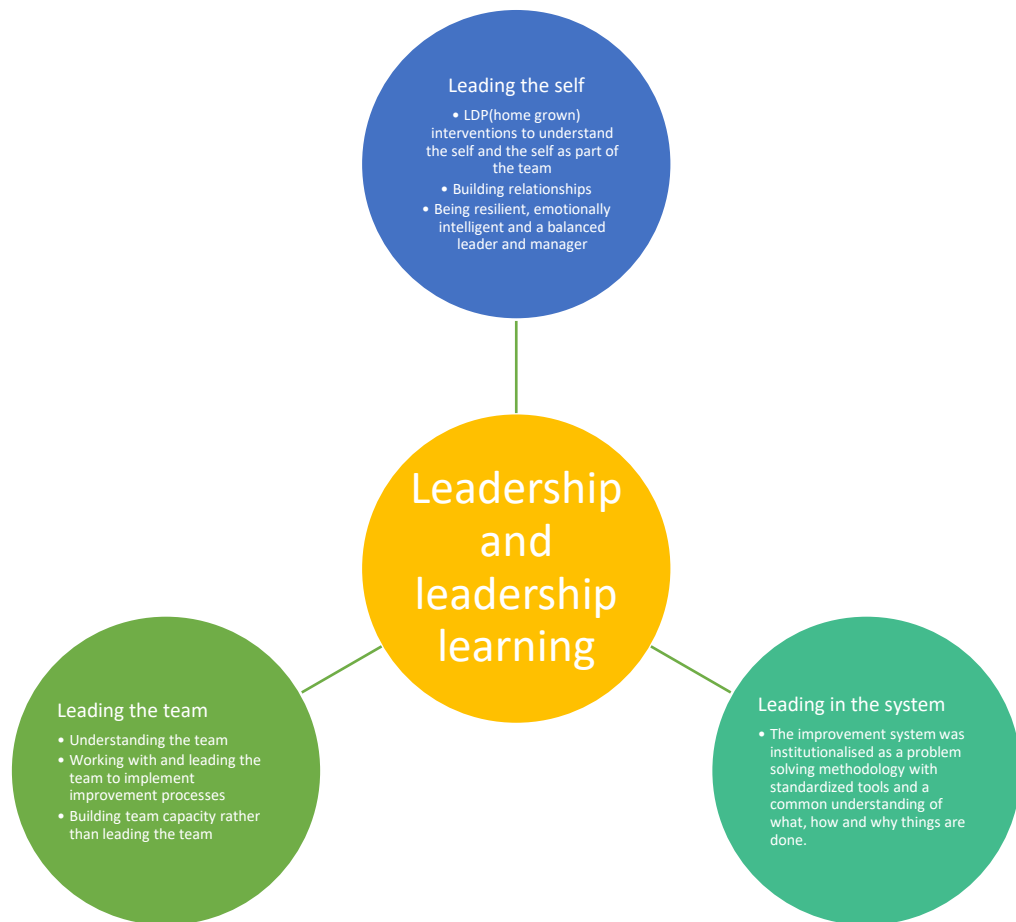 Leading the self
• LDP(home grown)
interventions to understand
the self and the self as part of
the team
• Building relationships
• Being resilient, emotionally
intelligent and a balanced
leader and manager
Leadership
and
leadership
learning
Leading the team
• Understanding the team
• Working with and leading the
team to implement
improvement processes
• Building team capacity rather
than leading the team
Leading in the system
• The improvement system was
institutionalised as a problem
solving methodology with
standardized tools and a
common understanding of
what, how and why things are
done.